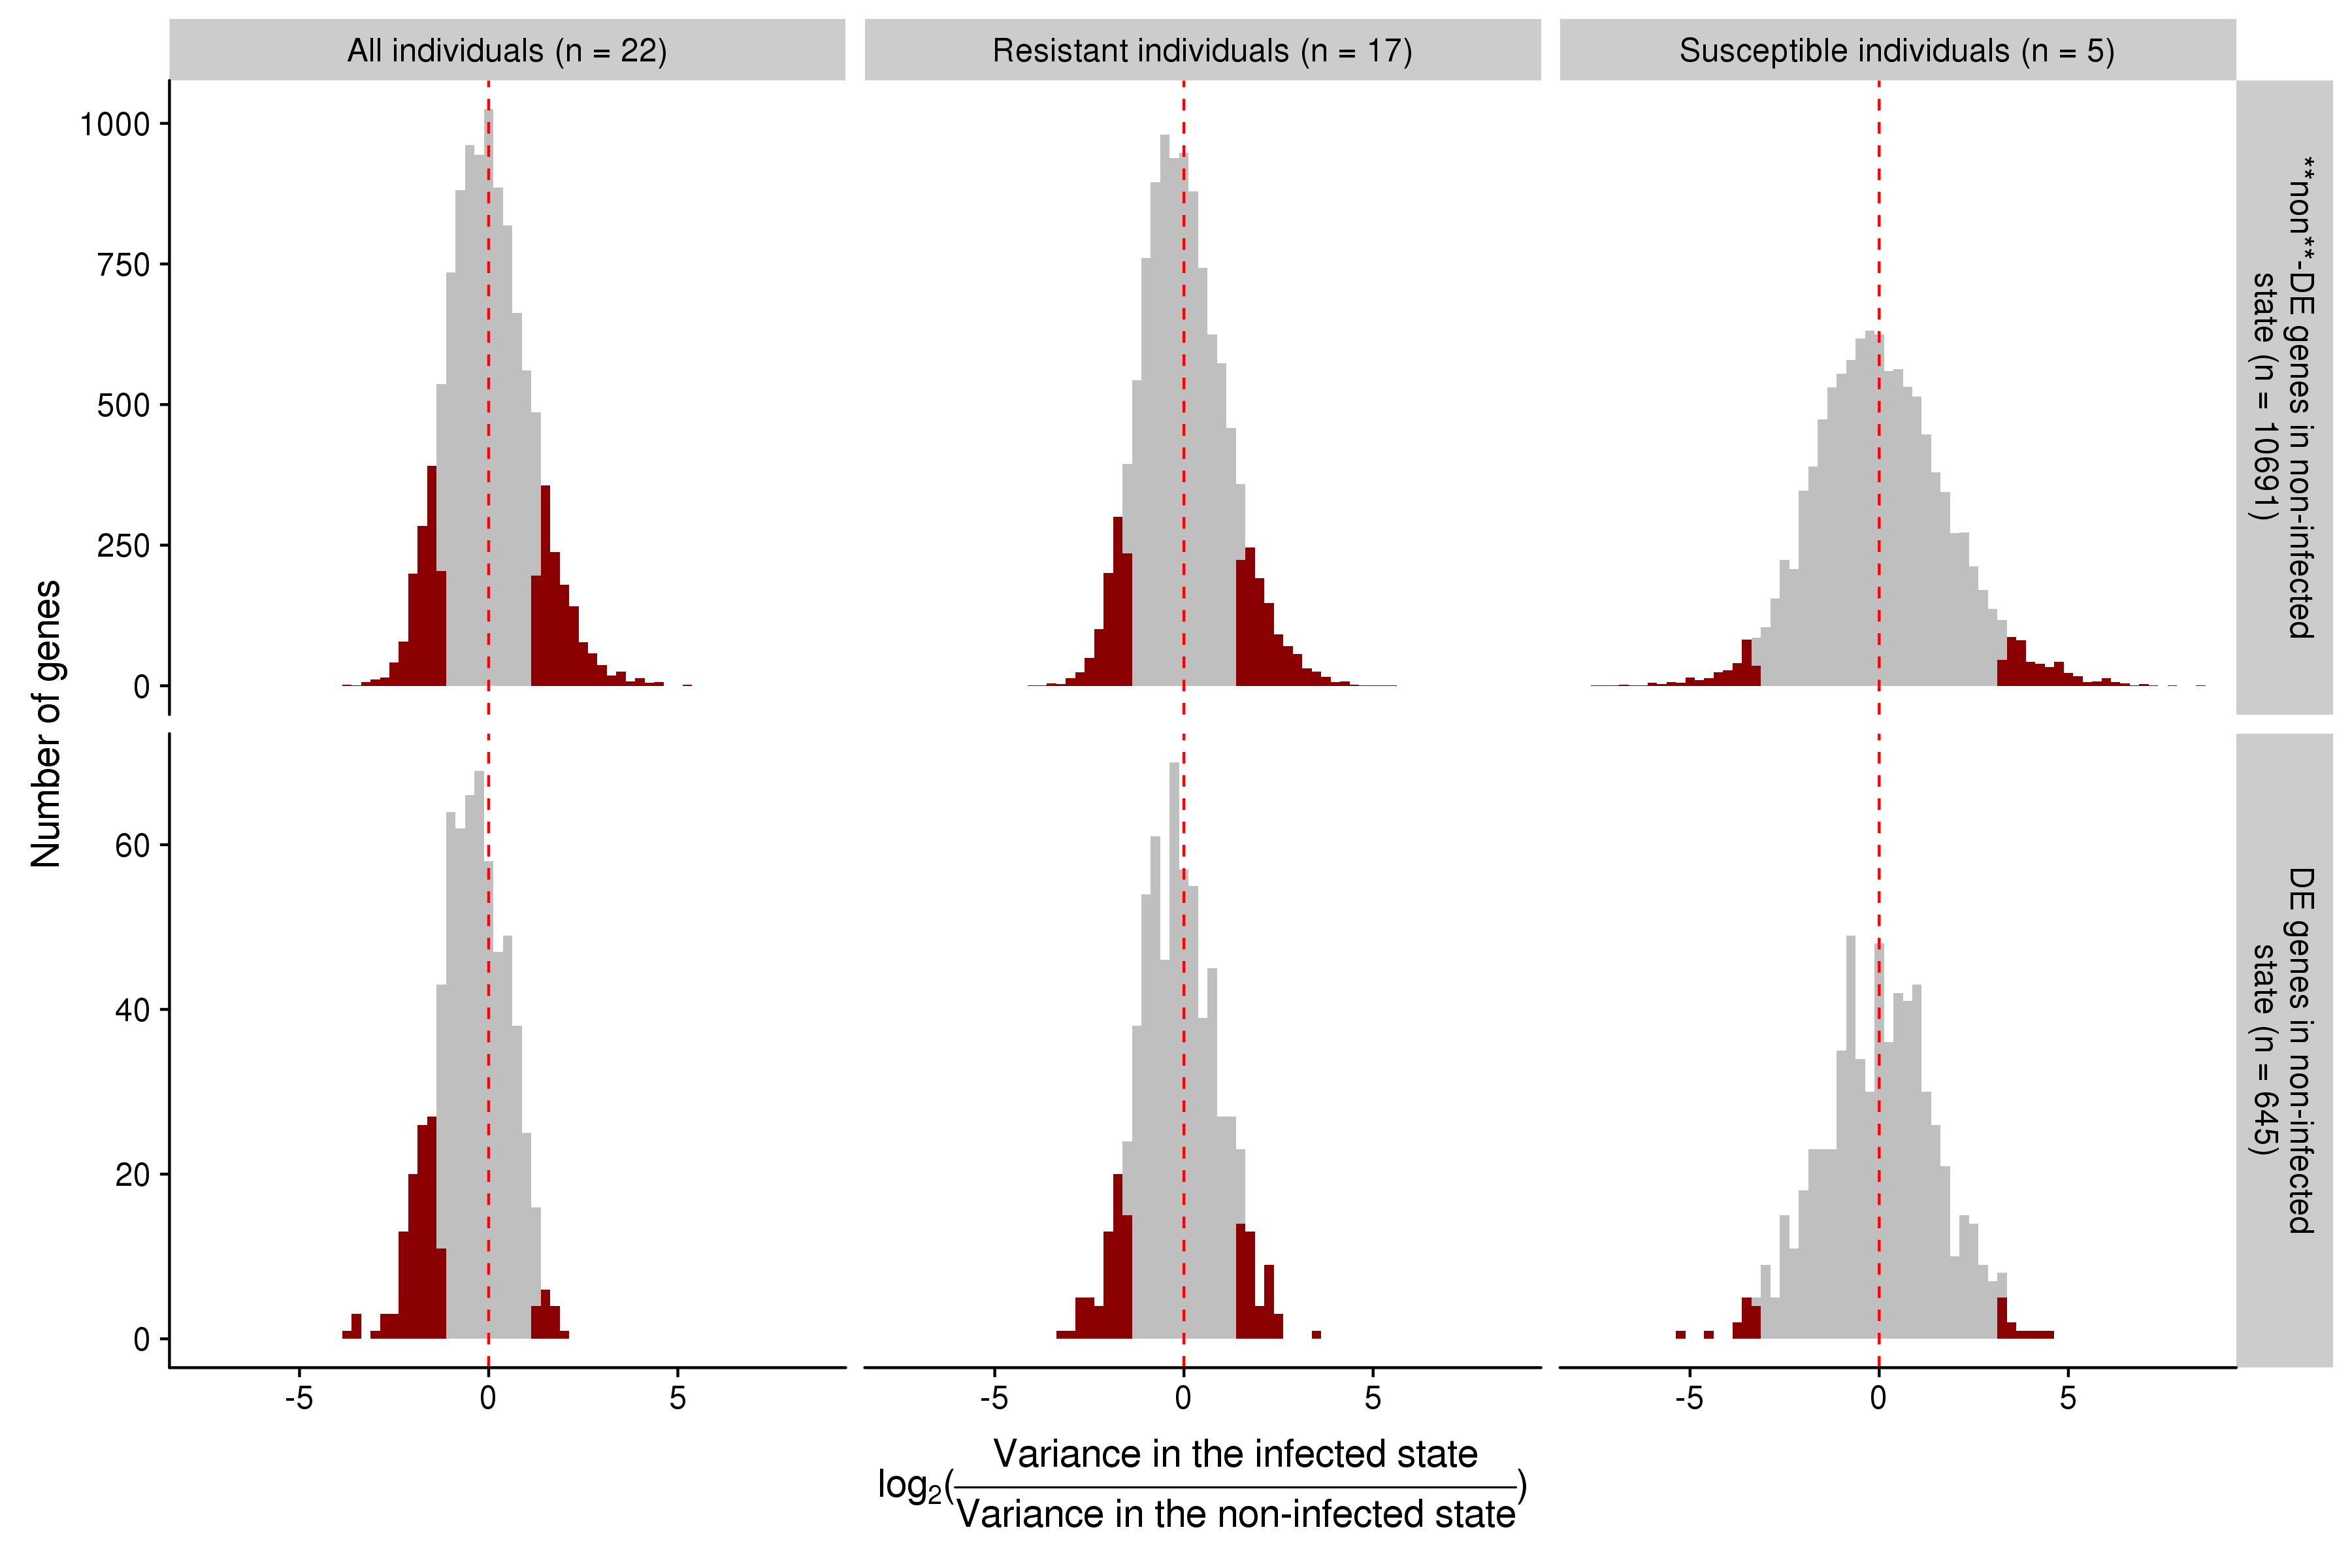 All individuals (n = 22)
Resistant individuals (n = 17)
Susceptible individuals (n = 5)
Number of genes
1000
750
500
250
0
**non**-DE genes in non-infected
state (n = 10691)
60
40
20
0
DE genes in non-infected
state (n = 645)
-5 0 5
-5 0 5
-5 0 5
Variance in the infected state
log2( )
Variance in the non-infected state